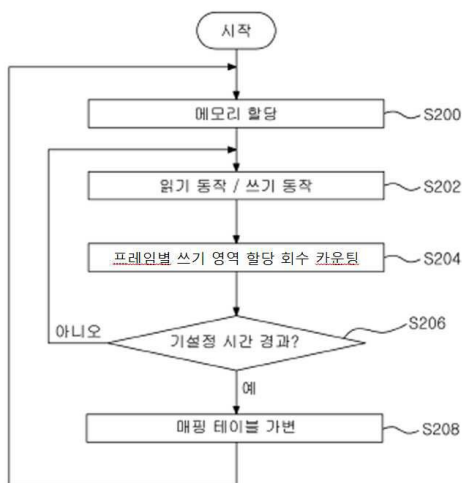 시작
메모리 할당
S200
읽기 동작 / 쓰기 동작
S202
프레임별 쓰기 영역 할당 회수 카운팅
S204
아니오
기설정 시간 경과?
S206
예
매핑 테이블 가변
S208